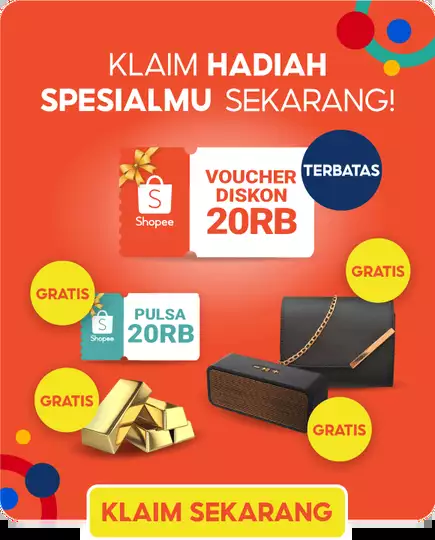 KLAIM HADIAH
SPESIALMU SEKARANG!
TERBATAS
VOUCHER
DISKON
20RB
S
Shopee
GRATIS
GRATIS
S
Shopee
PULSA
20RB
GRATIS
GRATIS
KLAIM SEKARANG